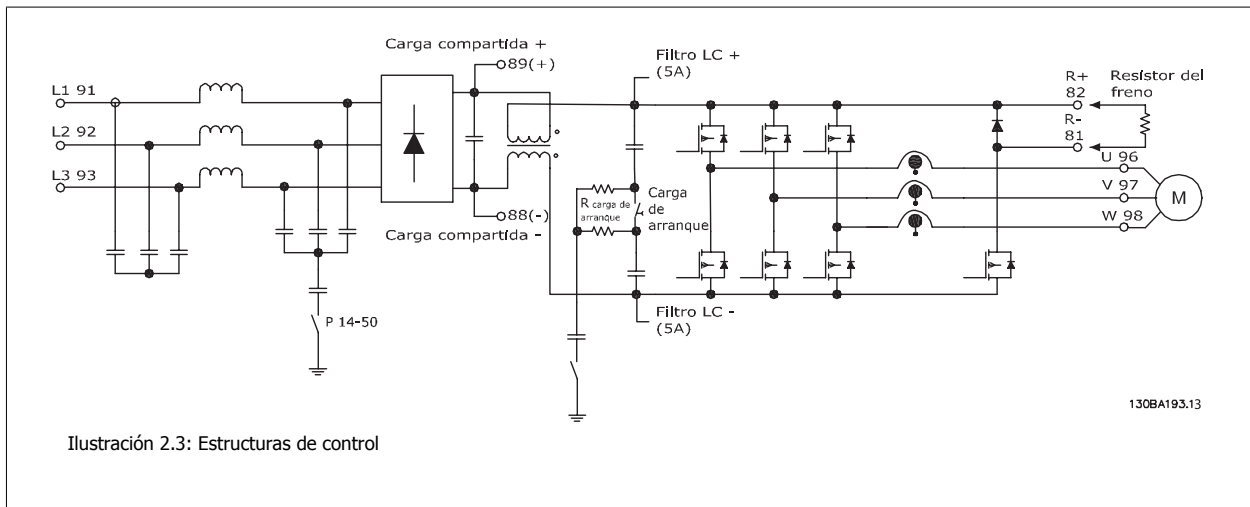 Carga compartida +
89(+)
Filtro LC +
(5A)
R+
82
Resistor del
freno
R-
81
L1 91
L2 92
L3 93
U 96
V 97
W 98
M
R carga de
arranque
Carga
de
arranque
88(-)
Carga compartida -
P 14-50
Filtro LC -
(5A)
130BA193.13
Ilustración 2.3: Estructuras de control